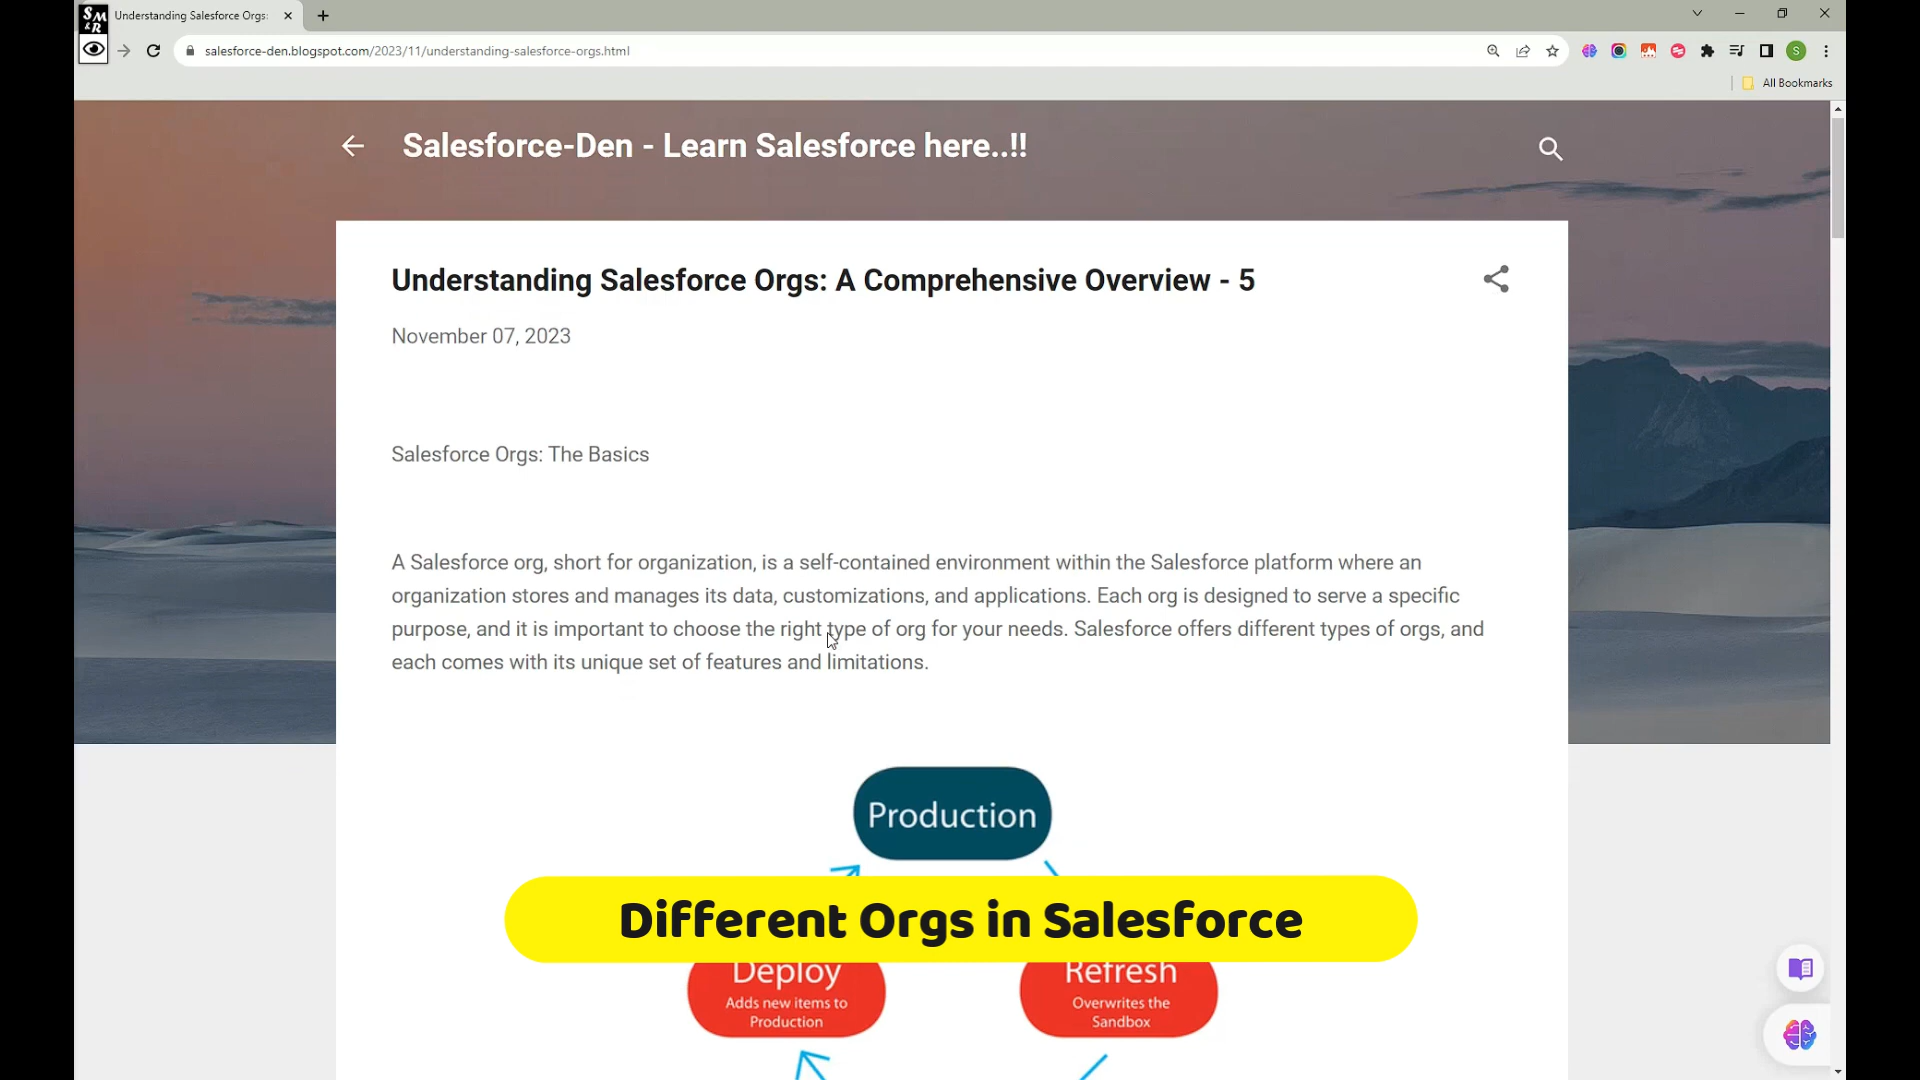 SM
&R
Understanding Salesforce Orgs:
salesforce-den.blogspot.com/2023/11/understanding-salesforce-orgs.html
S
All Bookmarks
Salesforce-Den - Learn Salesforce here..!!
Understanding Salesforce Orgs: A Comprehensive Overview - 5
November 07, 2023
Salesforce Orgs: The Basics
A Salesforce org, short for organization, is a self-contained environment within the Salesforce platform where an
organization stores and manages its data, customizations, and applications. Each org is designed to serve a specific
purpose, and it is important to choose the right type of org for your needs. Salesforce offers different types of orgs, and
each comes with its unique set of features and limitations.
Production
Different Orgs in Salesforce
Deploy
Adds new items to
Production
Refresh
Overwrites the
Sandbox